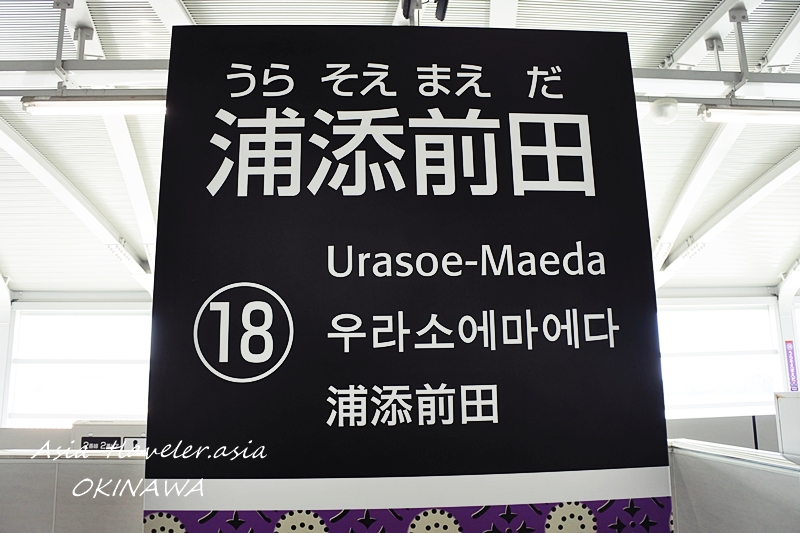 うら そえ まえ だ
浦添前田
Urasoe-Maeda
18
우라소에마에다
浦添前田
Asia-traveler.asia
OKINAWA